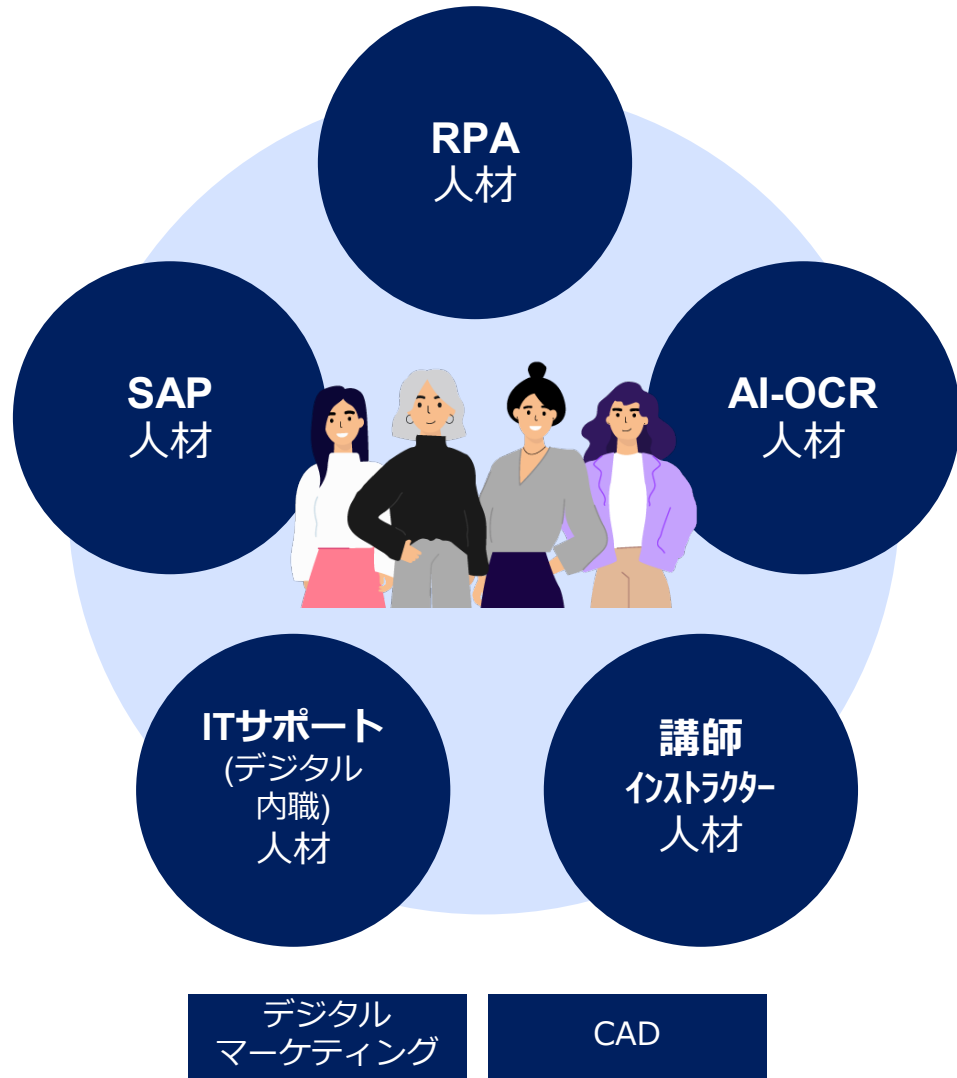 RPA
人材
SAP
人材
AI-OCR
人材
ITサポート
(デジタル
内職)
人材
講師
インストラクター
人材
デジタル
マーケティング
CAD